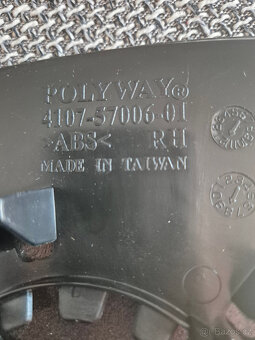 POLYWAY®
4107-57006-01
>ABS< RH
MADE IN TAIWAN